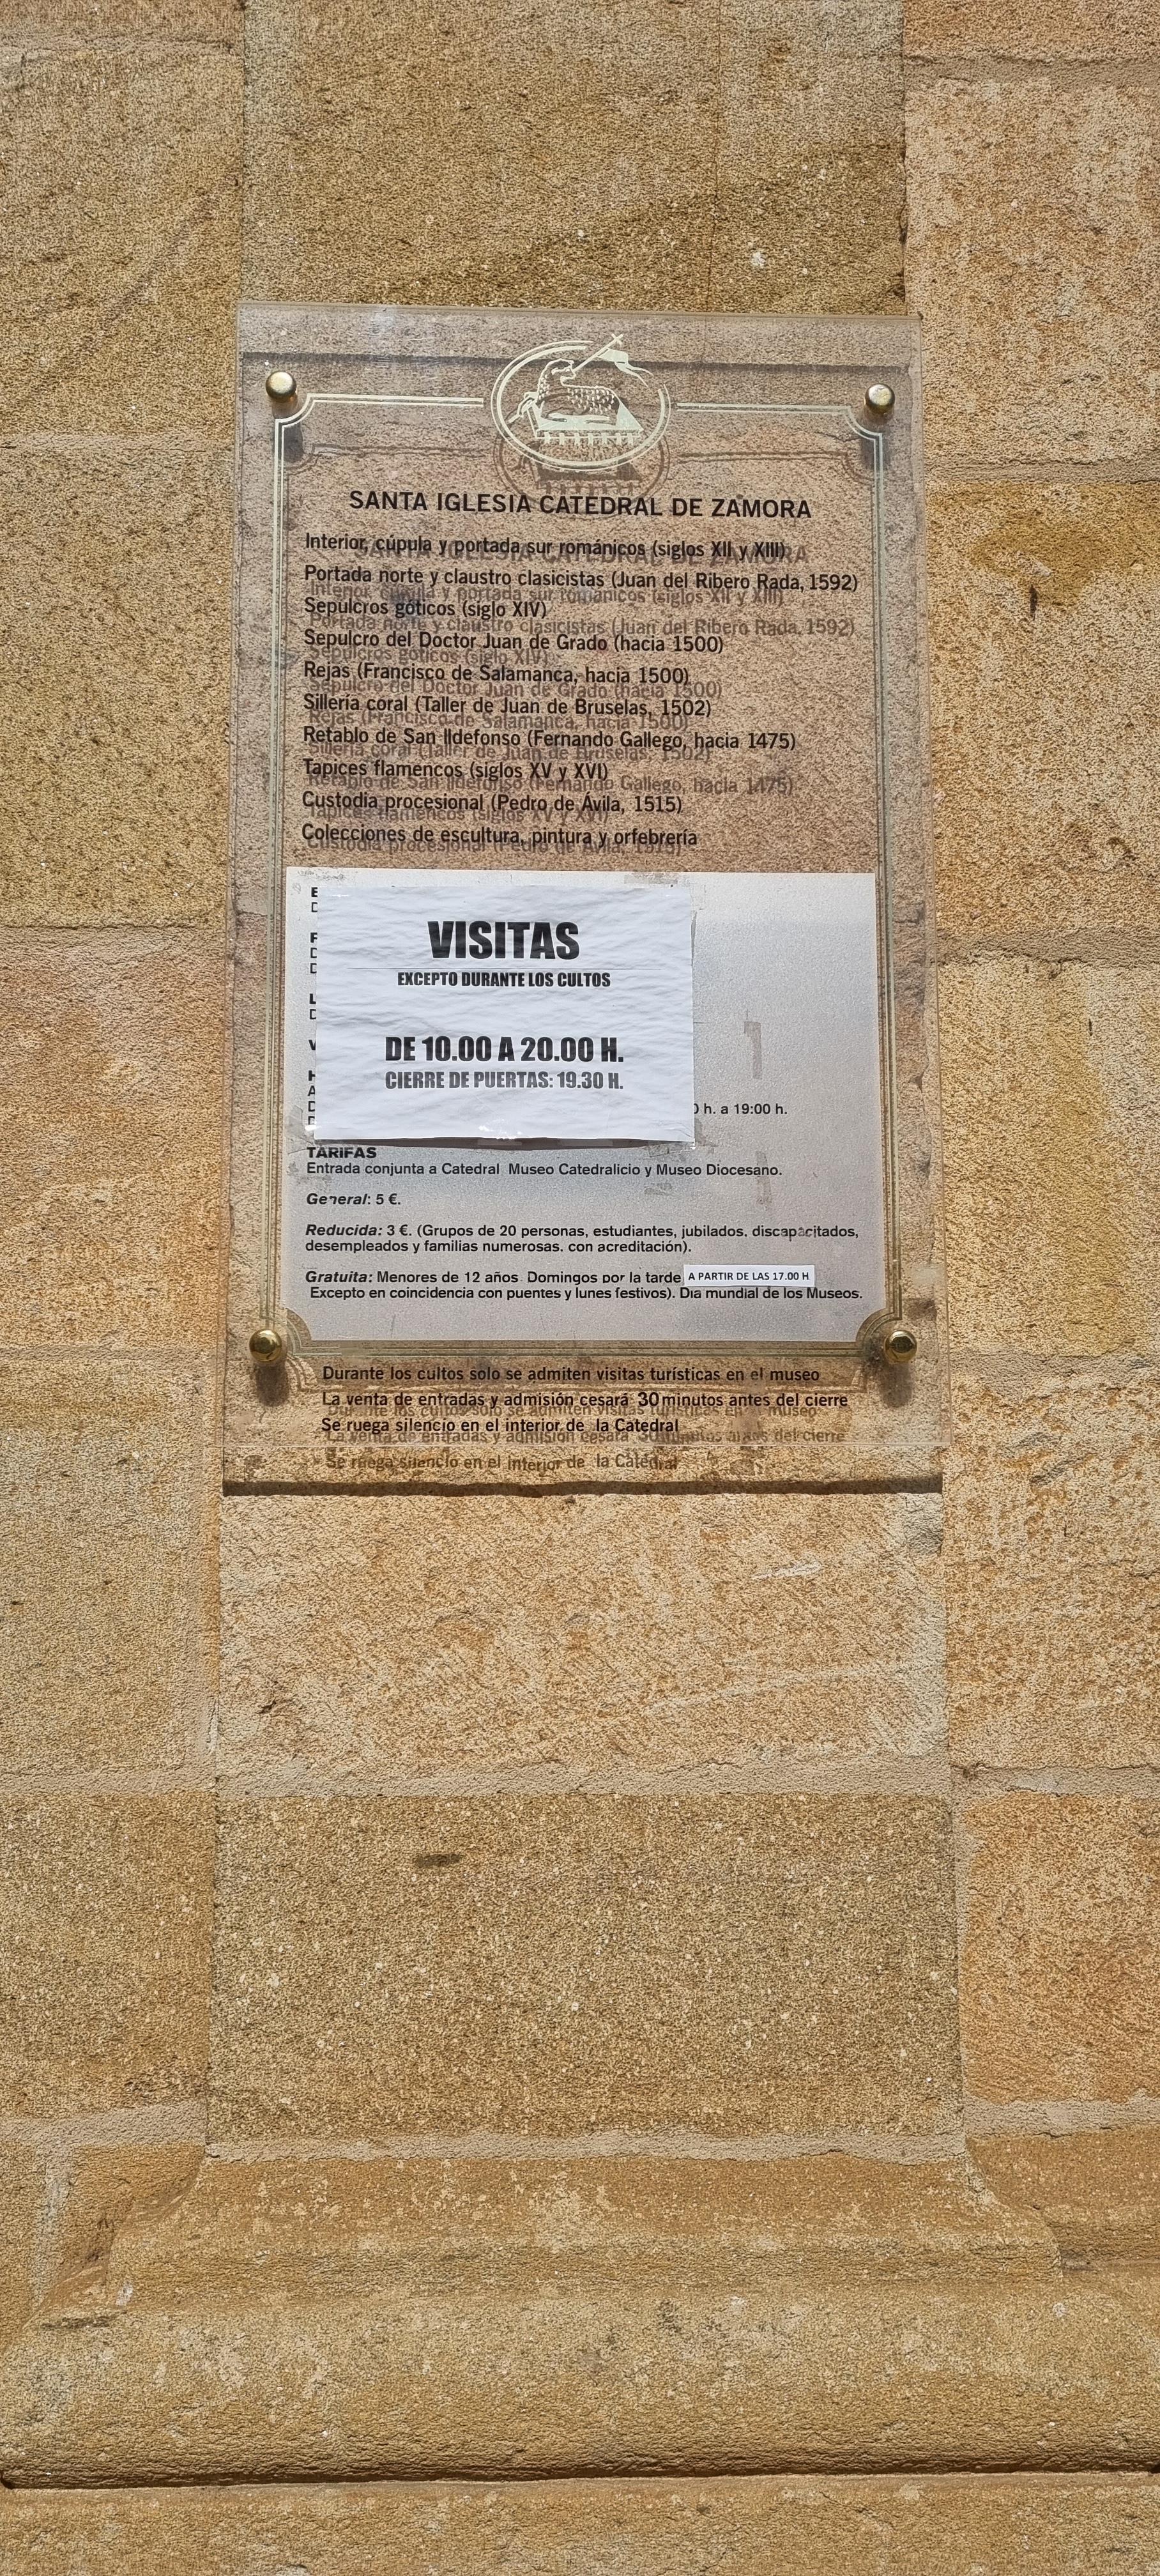 SANTA IGLESIA CATEDRAL DE ZAMORA
Interior, cúpula y portada sur románicos (siglos XII y XIII)
Portada norte y claustro clasicistas (Juan del Ribero Rada, 1592)
Sepulcros góticos (siglo XIV)
Sepulcro del Doctor Juan de Grado (hacia 1500)
Rejas (Francisco de Salamanca, hacia 1500)
Sillería coral (Taller de Juan de Bruselas, 1502)
Retablo de San Ildefonso (Fernando Gallego, hacia 1475)
Tapices flamencos (siglos XV y XVI)
Custodia procesional (Pedro de Ávila, 1515)
Colecciones de escultura, pintura y orfebrería
VISITAS
EXCEPTO DURANTE LOS CULTOS
DE 10.00 A 20.00 H.
CIERRE DE PUERTAS: 19.30 H.
h. a 19:00 h.
TARIFAS
Entrada conjunta a Catedral Museo Catedralicio y Museo Diocesano.
General: 5 €.
Reducida: 3 €. (Grupos de 20 personas, estudiantes, jubilados. discapacitados,
desempleados y familias numerosas. con acreditación).
Gratuita: Menores de 12 años. Domingos por la tarde A PARTIR DE LAS 17.00 H
Excepto en coincidencia con puentes y lunes festivos). Dia mundial de los Museos.
Durante los cultos solo se admiten visitas turísticas en el museo
La venta de entradas y admisión cesará 30 minutos antes del cierre
Se ruega silencio en el interior de la Catedral